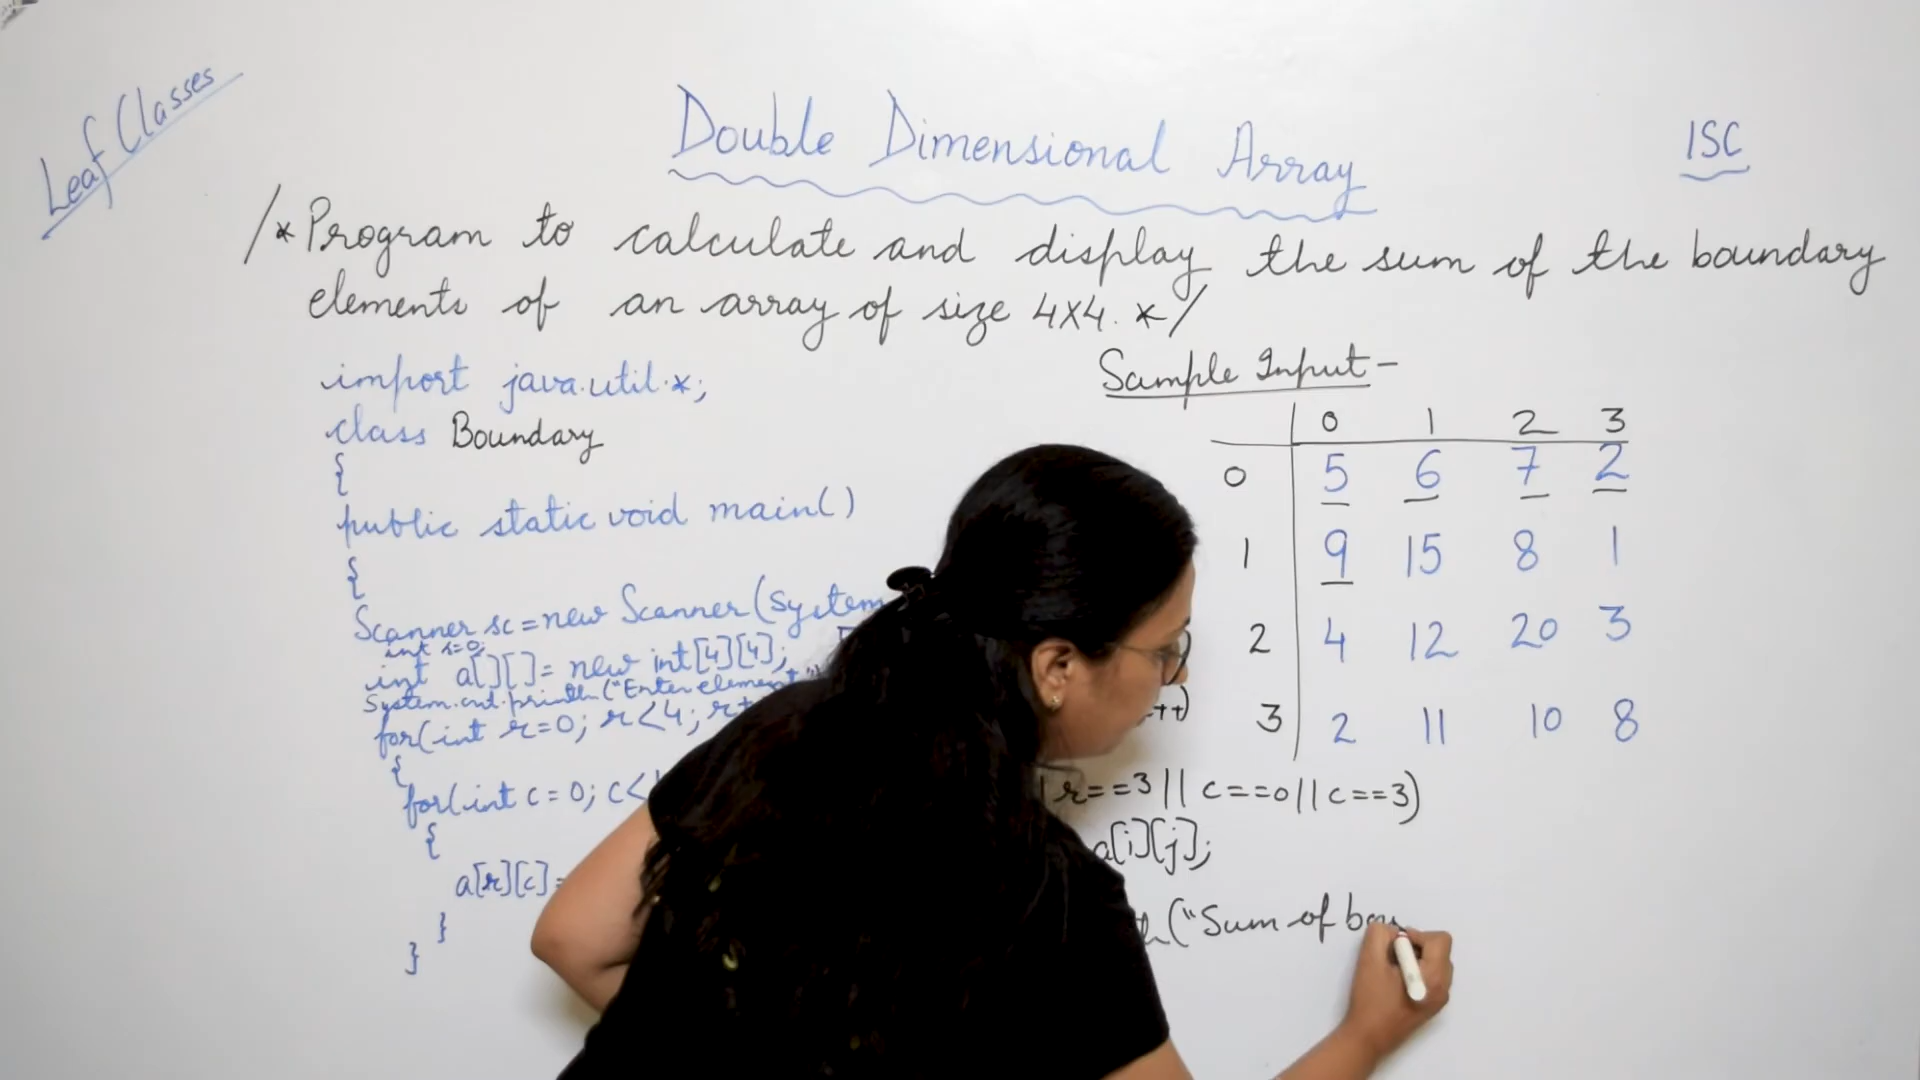 Leaf Classes
Double Dimensional Array
ISC
/* Program to calculate and display the sum of the boundary
elements of an array of size 4X4. */
import java.util.*;
class Boundary
{
public static void main()
{
Scanner sc = new Scanner(System
int s=0;
int a[][]= new int[4][4];
System.out.println("Enter element
for(int r=0; r<4; r+
{
for(int c=0; c<
{
a[r][c]=
}
}
Sample Input-
0 1 2 3
0 5 6 7 2
1 9 15 8 1
2 4 12 20 3
3 2 11 10 8
++)
r==3 || c==0 || c==3)
a[i][j];
("Sum of bou